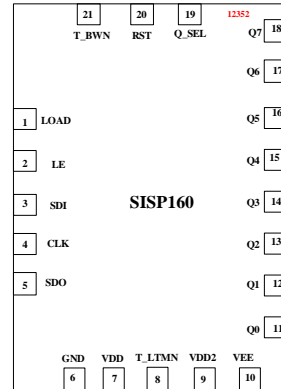 21 20 19 12352
T_BWN RST Q_SEL
Q7 18
Q6 17
Q5 16
1 LOAD
Q4 15
2 LE
Q3 14
3 SDI
SISP160
Q2 13
4 CLK
Q1 12
5 SDO
Q0 11
GND VDD T_LTMN VDD2 VEE
6 7 8 9 10